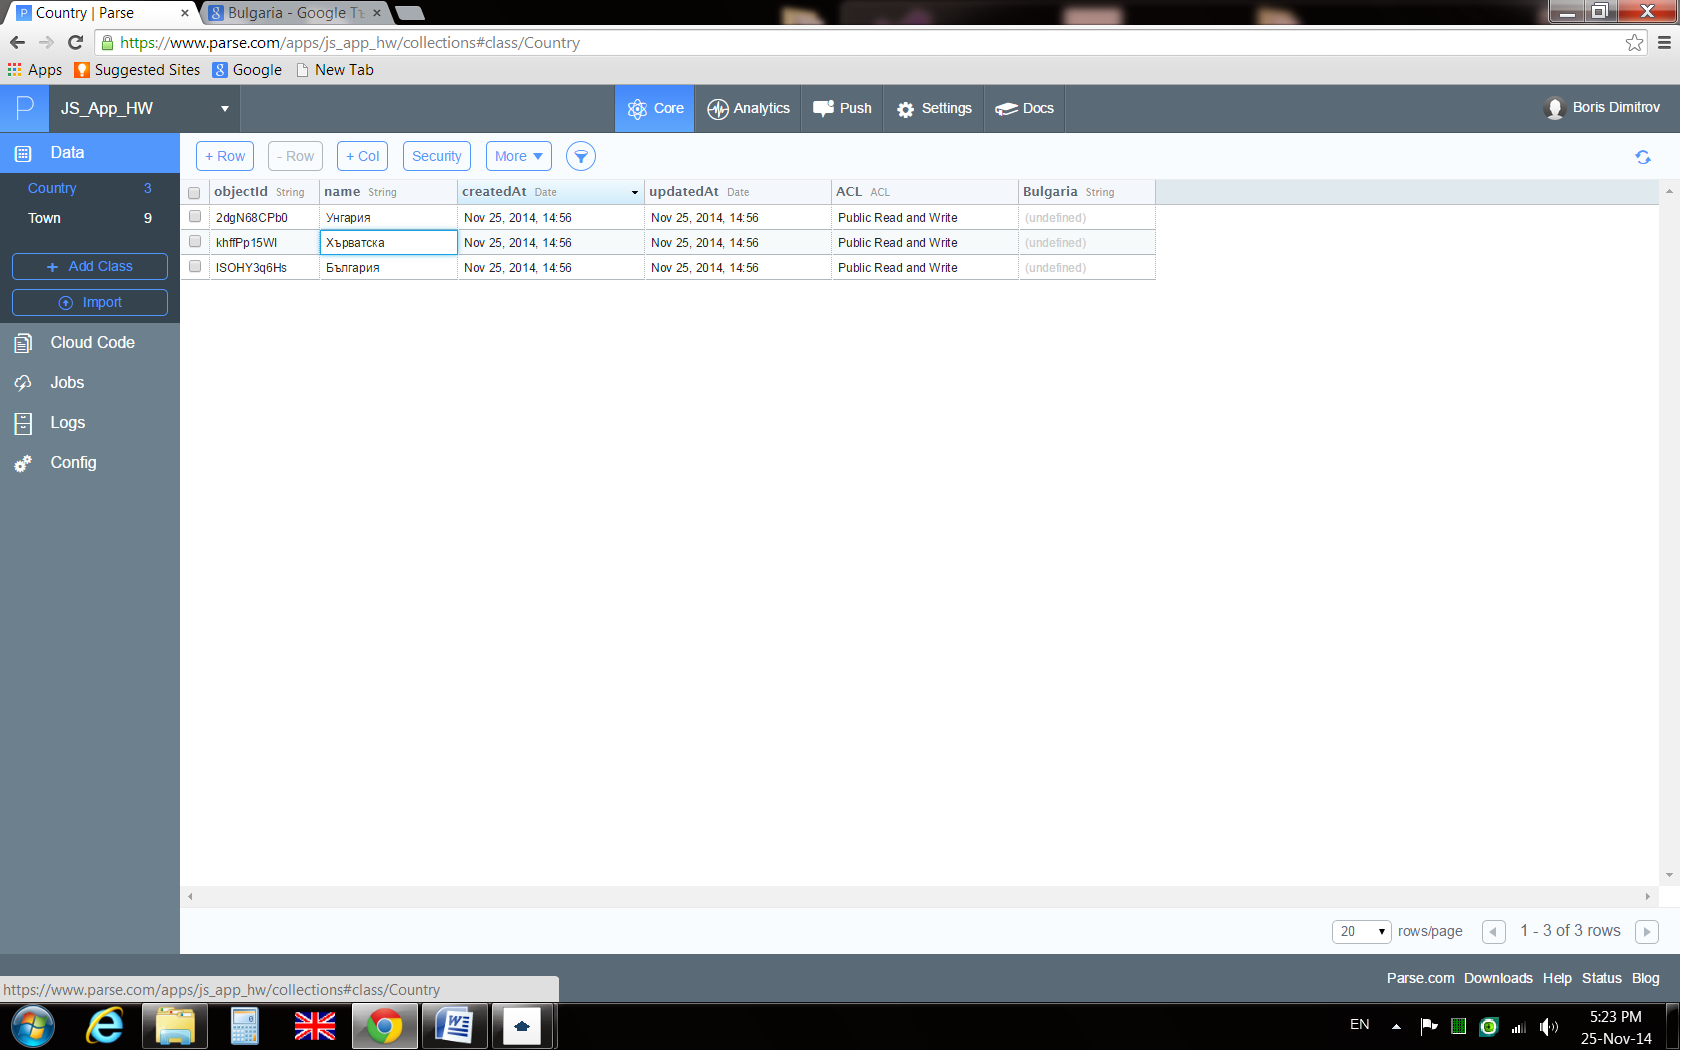 Country | Parse
Bulgaria - Google Тъ
https://www.parse.com/apps/js_app_hw/collections#class/Country
Apps Suggested Sites Google New Tab
JS_App_HW Core Analytics Push Settings Docs Boris Dimitrov
Data + Row - Row + Col Security More
objectId String name String createdAt Date updatedAt Date ACL ACL Bulgaria String
Country 3
Town 9
2dgN68CPb0 Унгария Nov 25, 2014, 14:56 Nov 25, 2014, 14:56 Public Read and Write (undefined)
khffPp15WI Хърватска Nov 25, 2014, 14:56 Nov 25, 2014, 14:56 Public Read and Write (undefined)
ISOHY3q6Hs България Nov 25, 2014, 14:56 Nov 25, 2014, 14:56 Public Read and Write (undefined)
+ Add Class
Import
Cloud Code
Jobs
Logs
Config
20 rows/page 1 - 3 of 3 rows
Parse.com Downloads Help Status Blog
https://www.parse.com/apps/js_app_hw/collections#class/Country
EN 5:23 PM
25-Nov-14